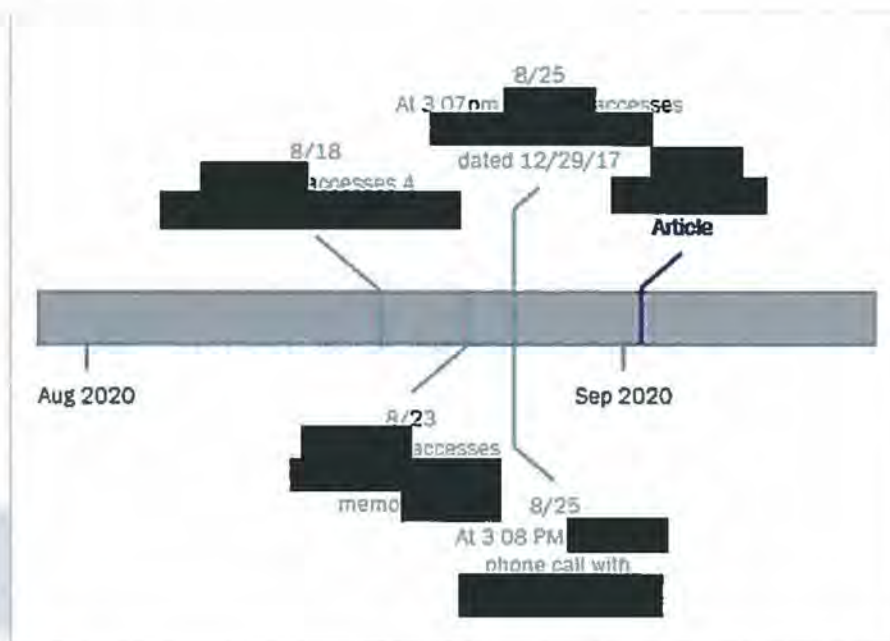 8/25
At 3 07pm accesses
dated 12/29/17
8/18
accesses 4
Article
Aug 2020
Sep 2020
8/23
accesses
memo
8/25
At 3 08 PM
phone call with